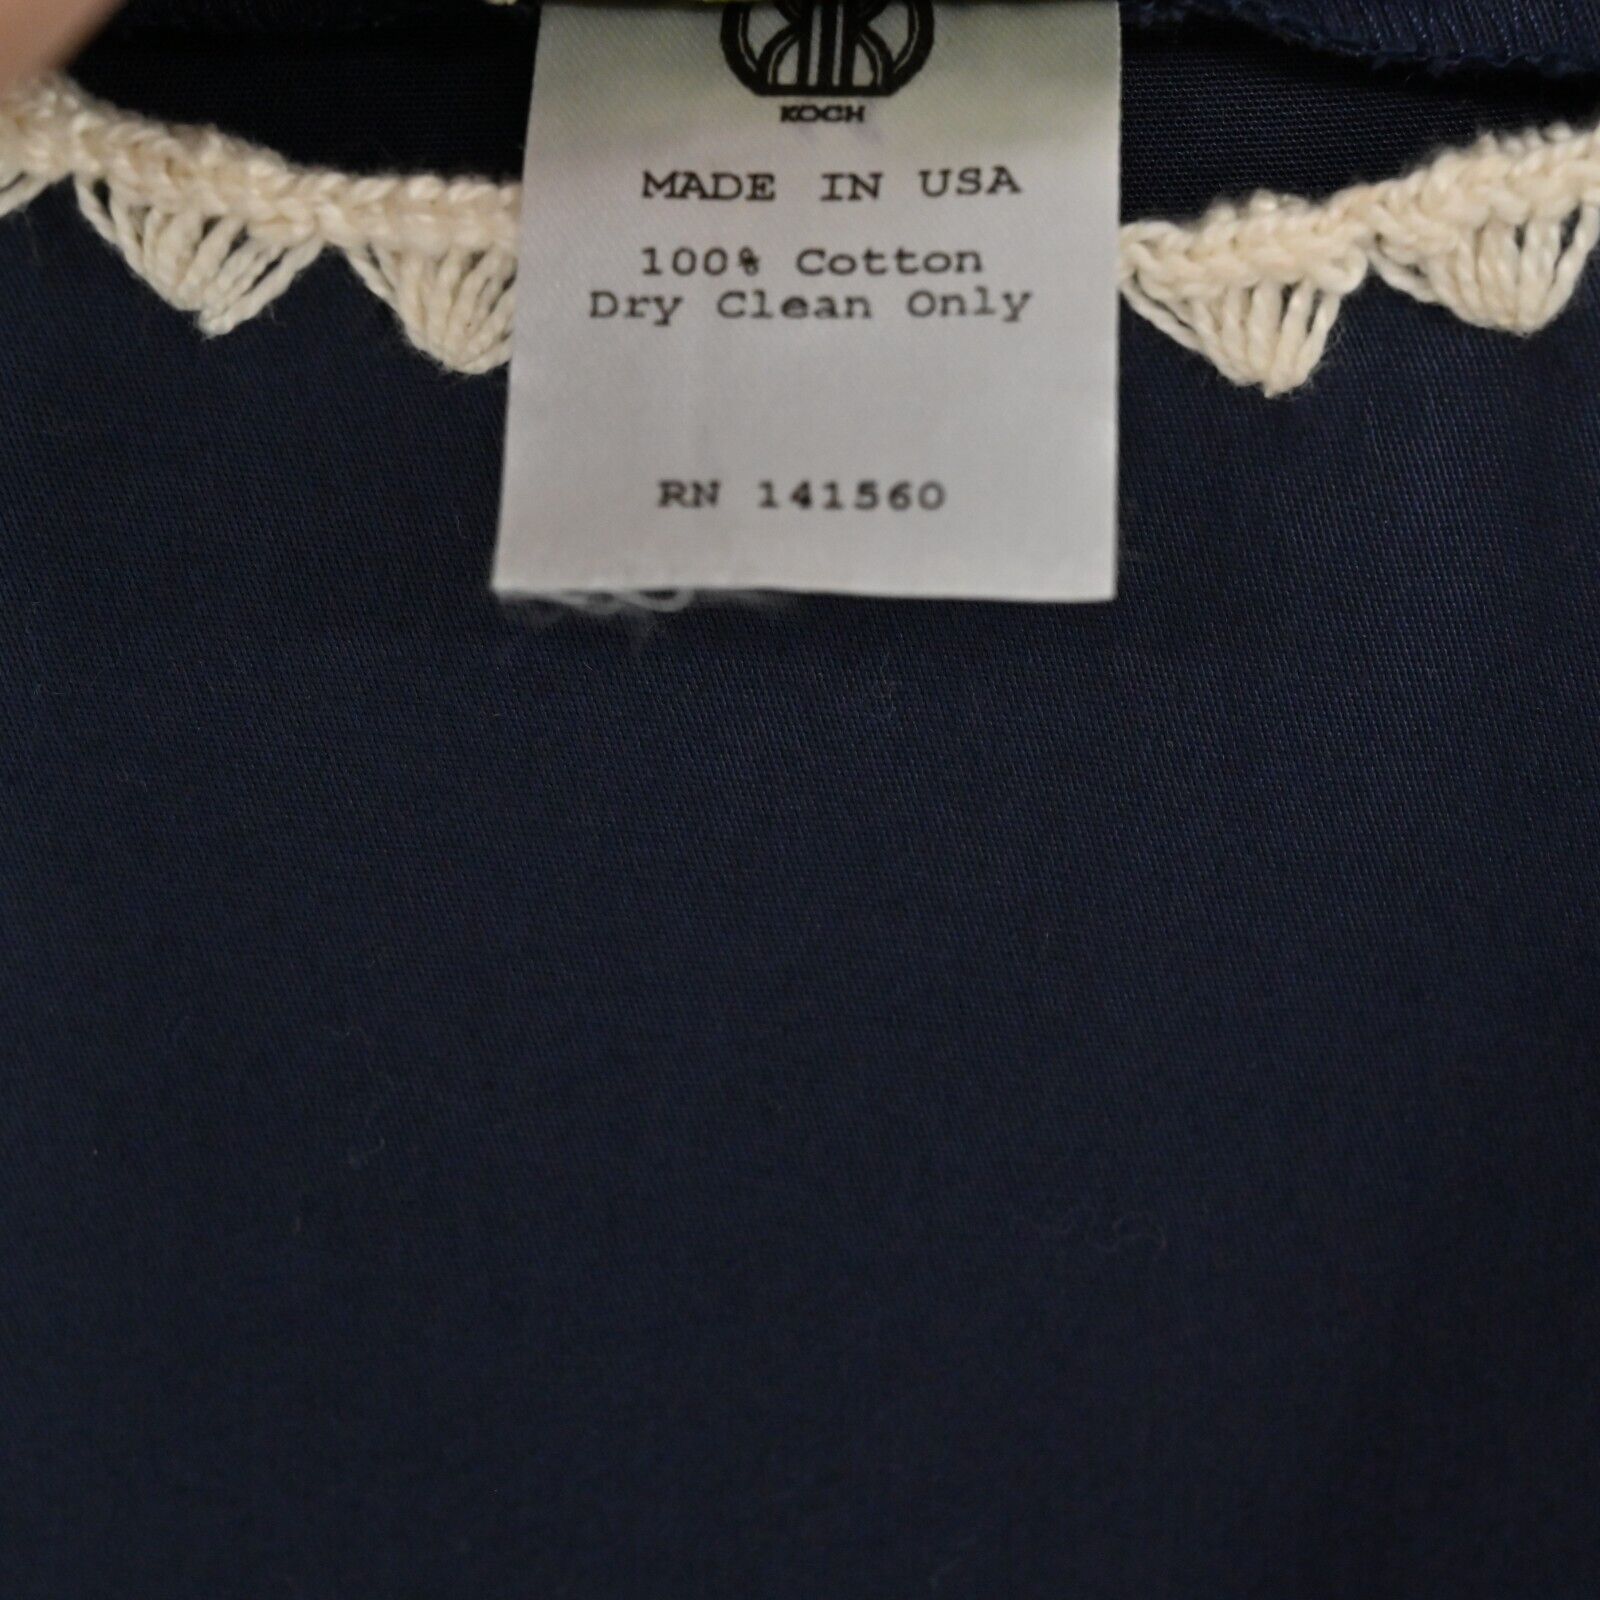 KOCH
MADE IN USA
100% Cotton
Dry Clean Only
RN 141560